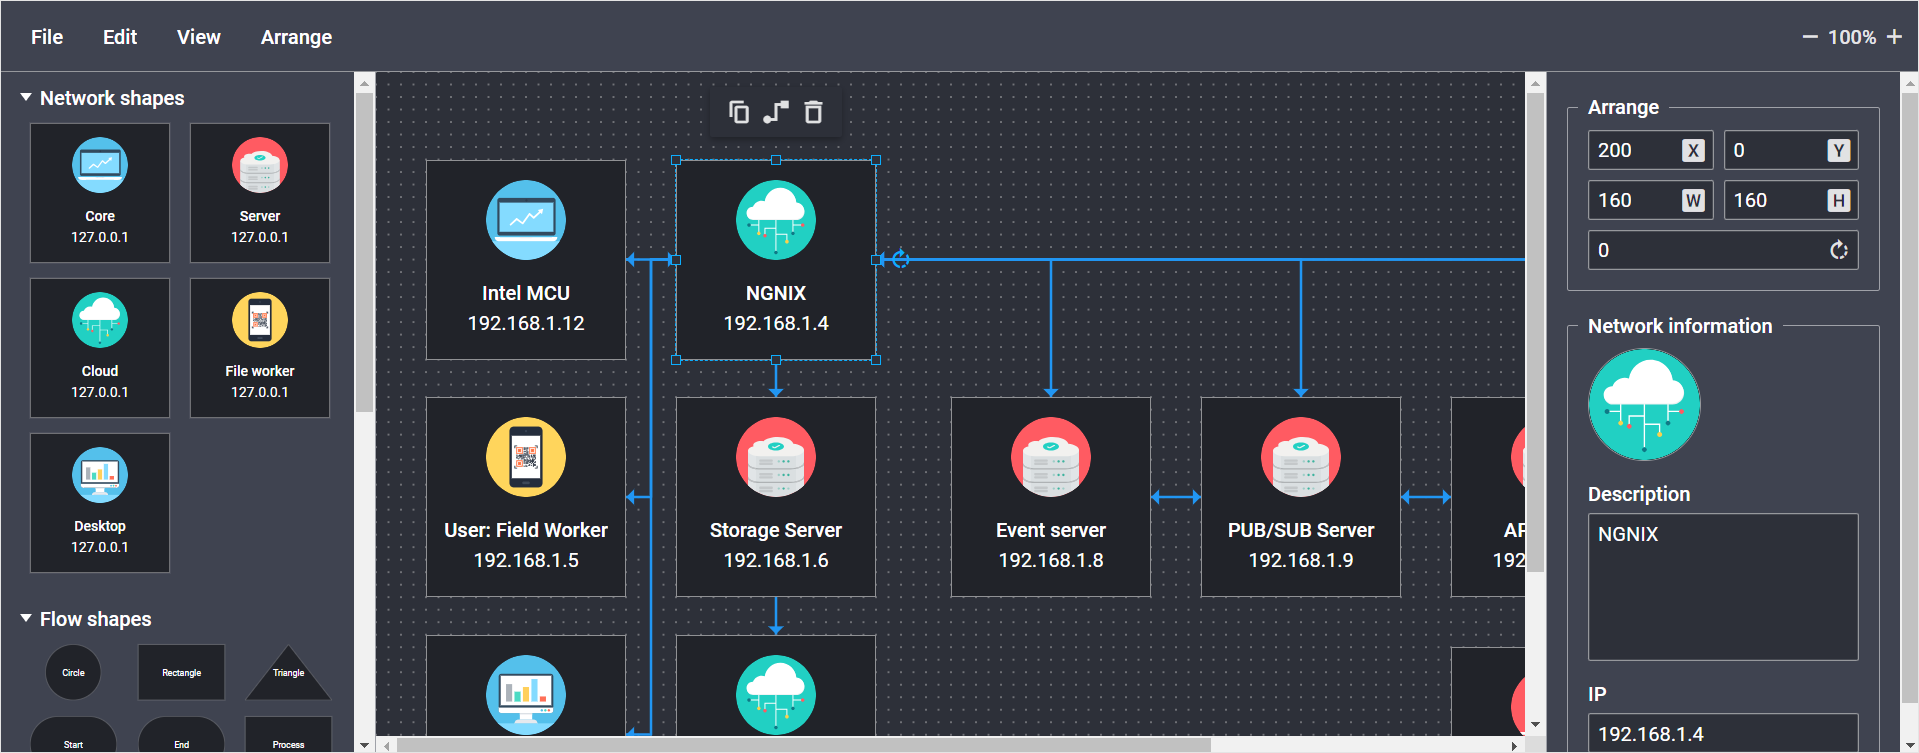 File Edit View Arrange
100%
Network shapes
Core
127.0.0.1
Server
127.0.0.1
Cloud
127.0.0.1
File worker
127.0.0.1
Desktop
127.0.0.1
Flow shapes
Circle
Rectangle
Triangle
Start
End
Process
Intel MCU
192.168.1.12
NGNIX
192.168.1.4
User: Field Worker
192.168.1.5
Storage Server
192.168.1.6
Event server
192.168.1.8
PUB/SUB Server
192.168.1.9
Arrange
200 X
0 Y
160 W
160 H
0
Network information
Description
NGNIX
IP
192.168.1.4